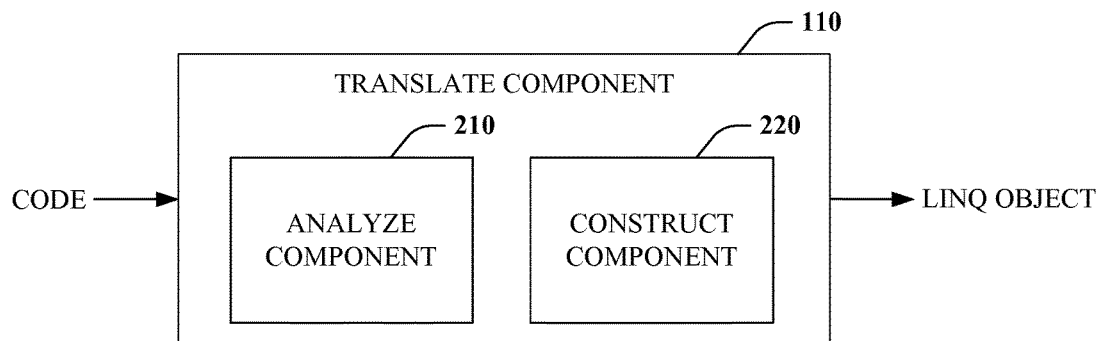 110
TRANSLATE COMPONENT
210
220
CODE
ANALYZE
COMPONENT
CONSTRUCT
COMPONENT
LINQ OBJECT